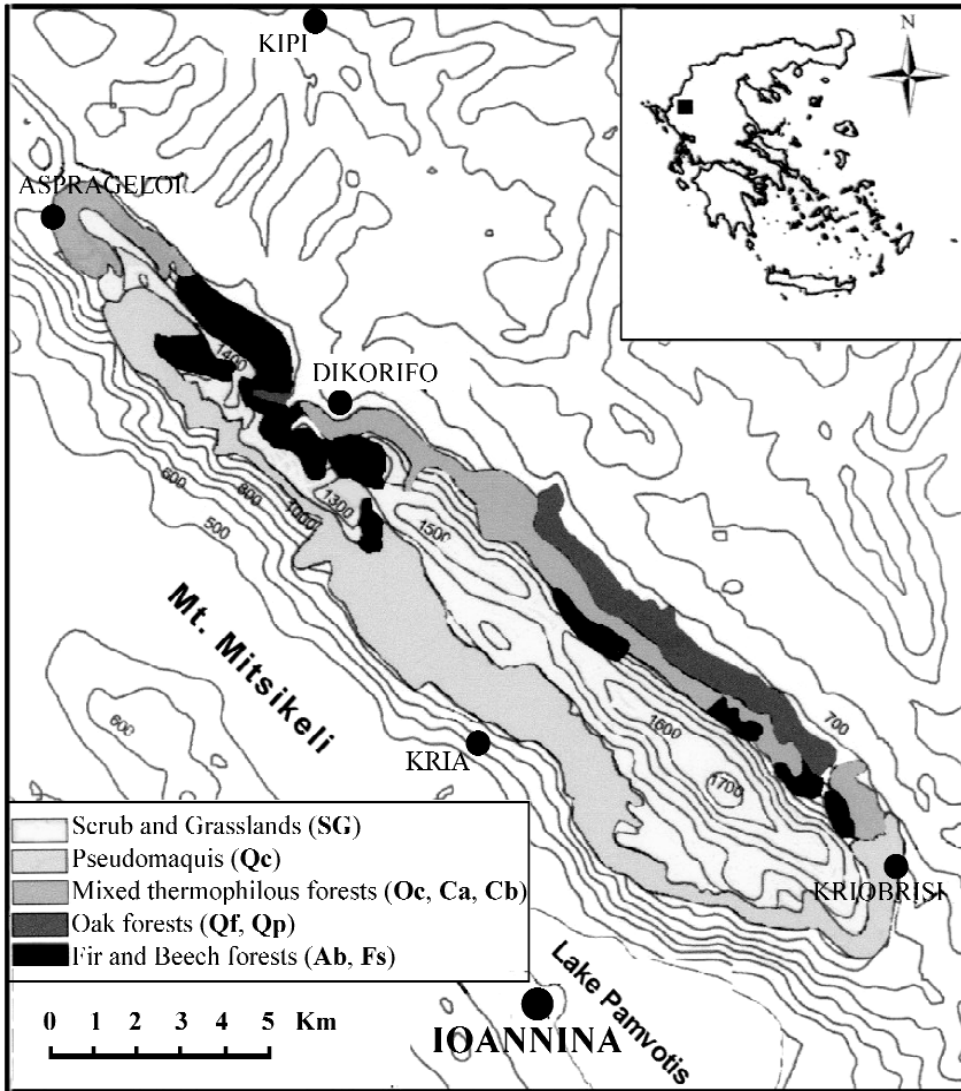 KIPI
N
ASPRAGELOI
1400
DIKORIFO
600
800
1000
500
1300
1500
Mt. Mitsikeli
600
KRIA
1600
700
1700
KRIOBRISI
Scrub and Grasslands (SG)
Pseudomaquis (Qc)
Mixed thermophilous forests (Oc, Ca, Cb)
Oak forests (Qf, Qp)
Fir and Beech forests (Ab, Fs)
0 1 2 3 4 5 Km
IOANNINA
Lake Pamvotis